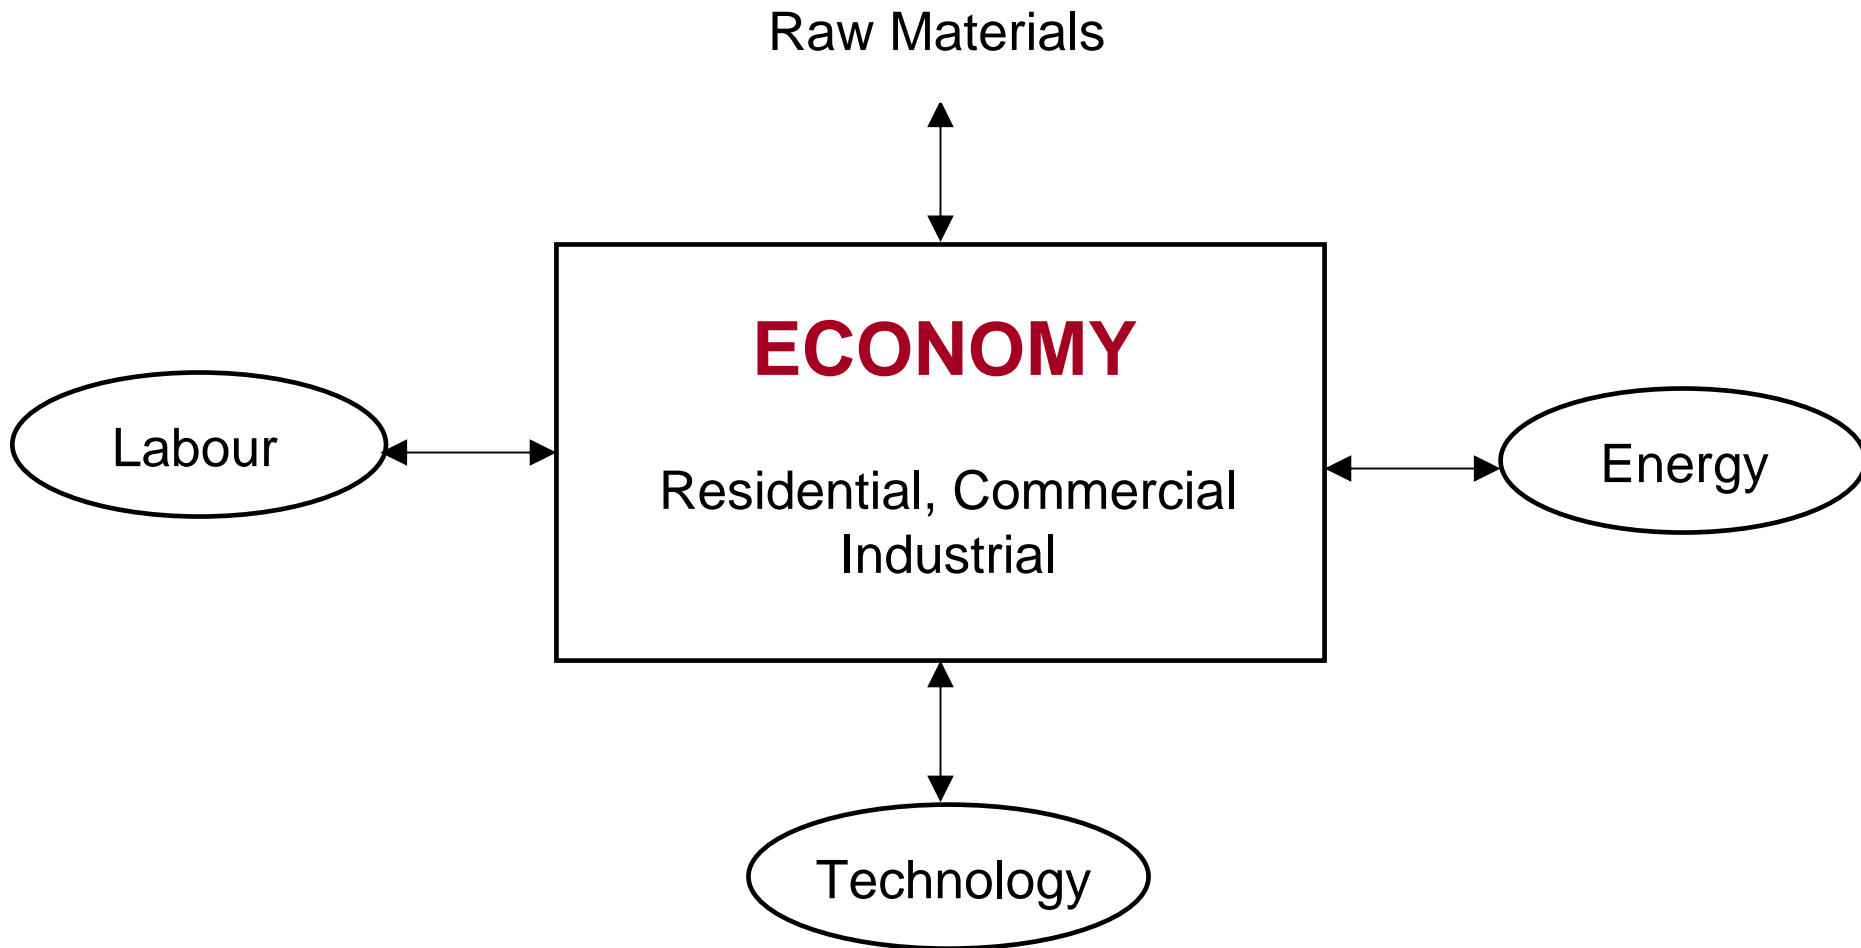 Raw Materials
ECONOMY
Labour
Residential, Commercial
Industrial
Energy
Technology